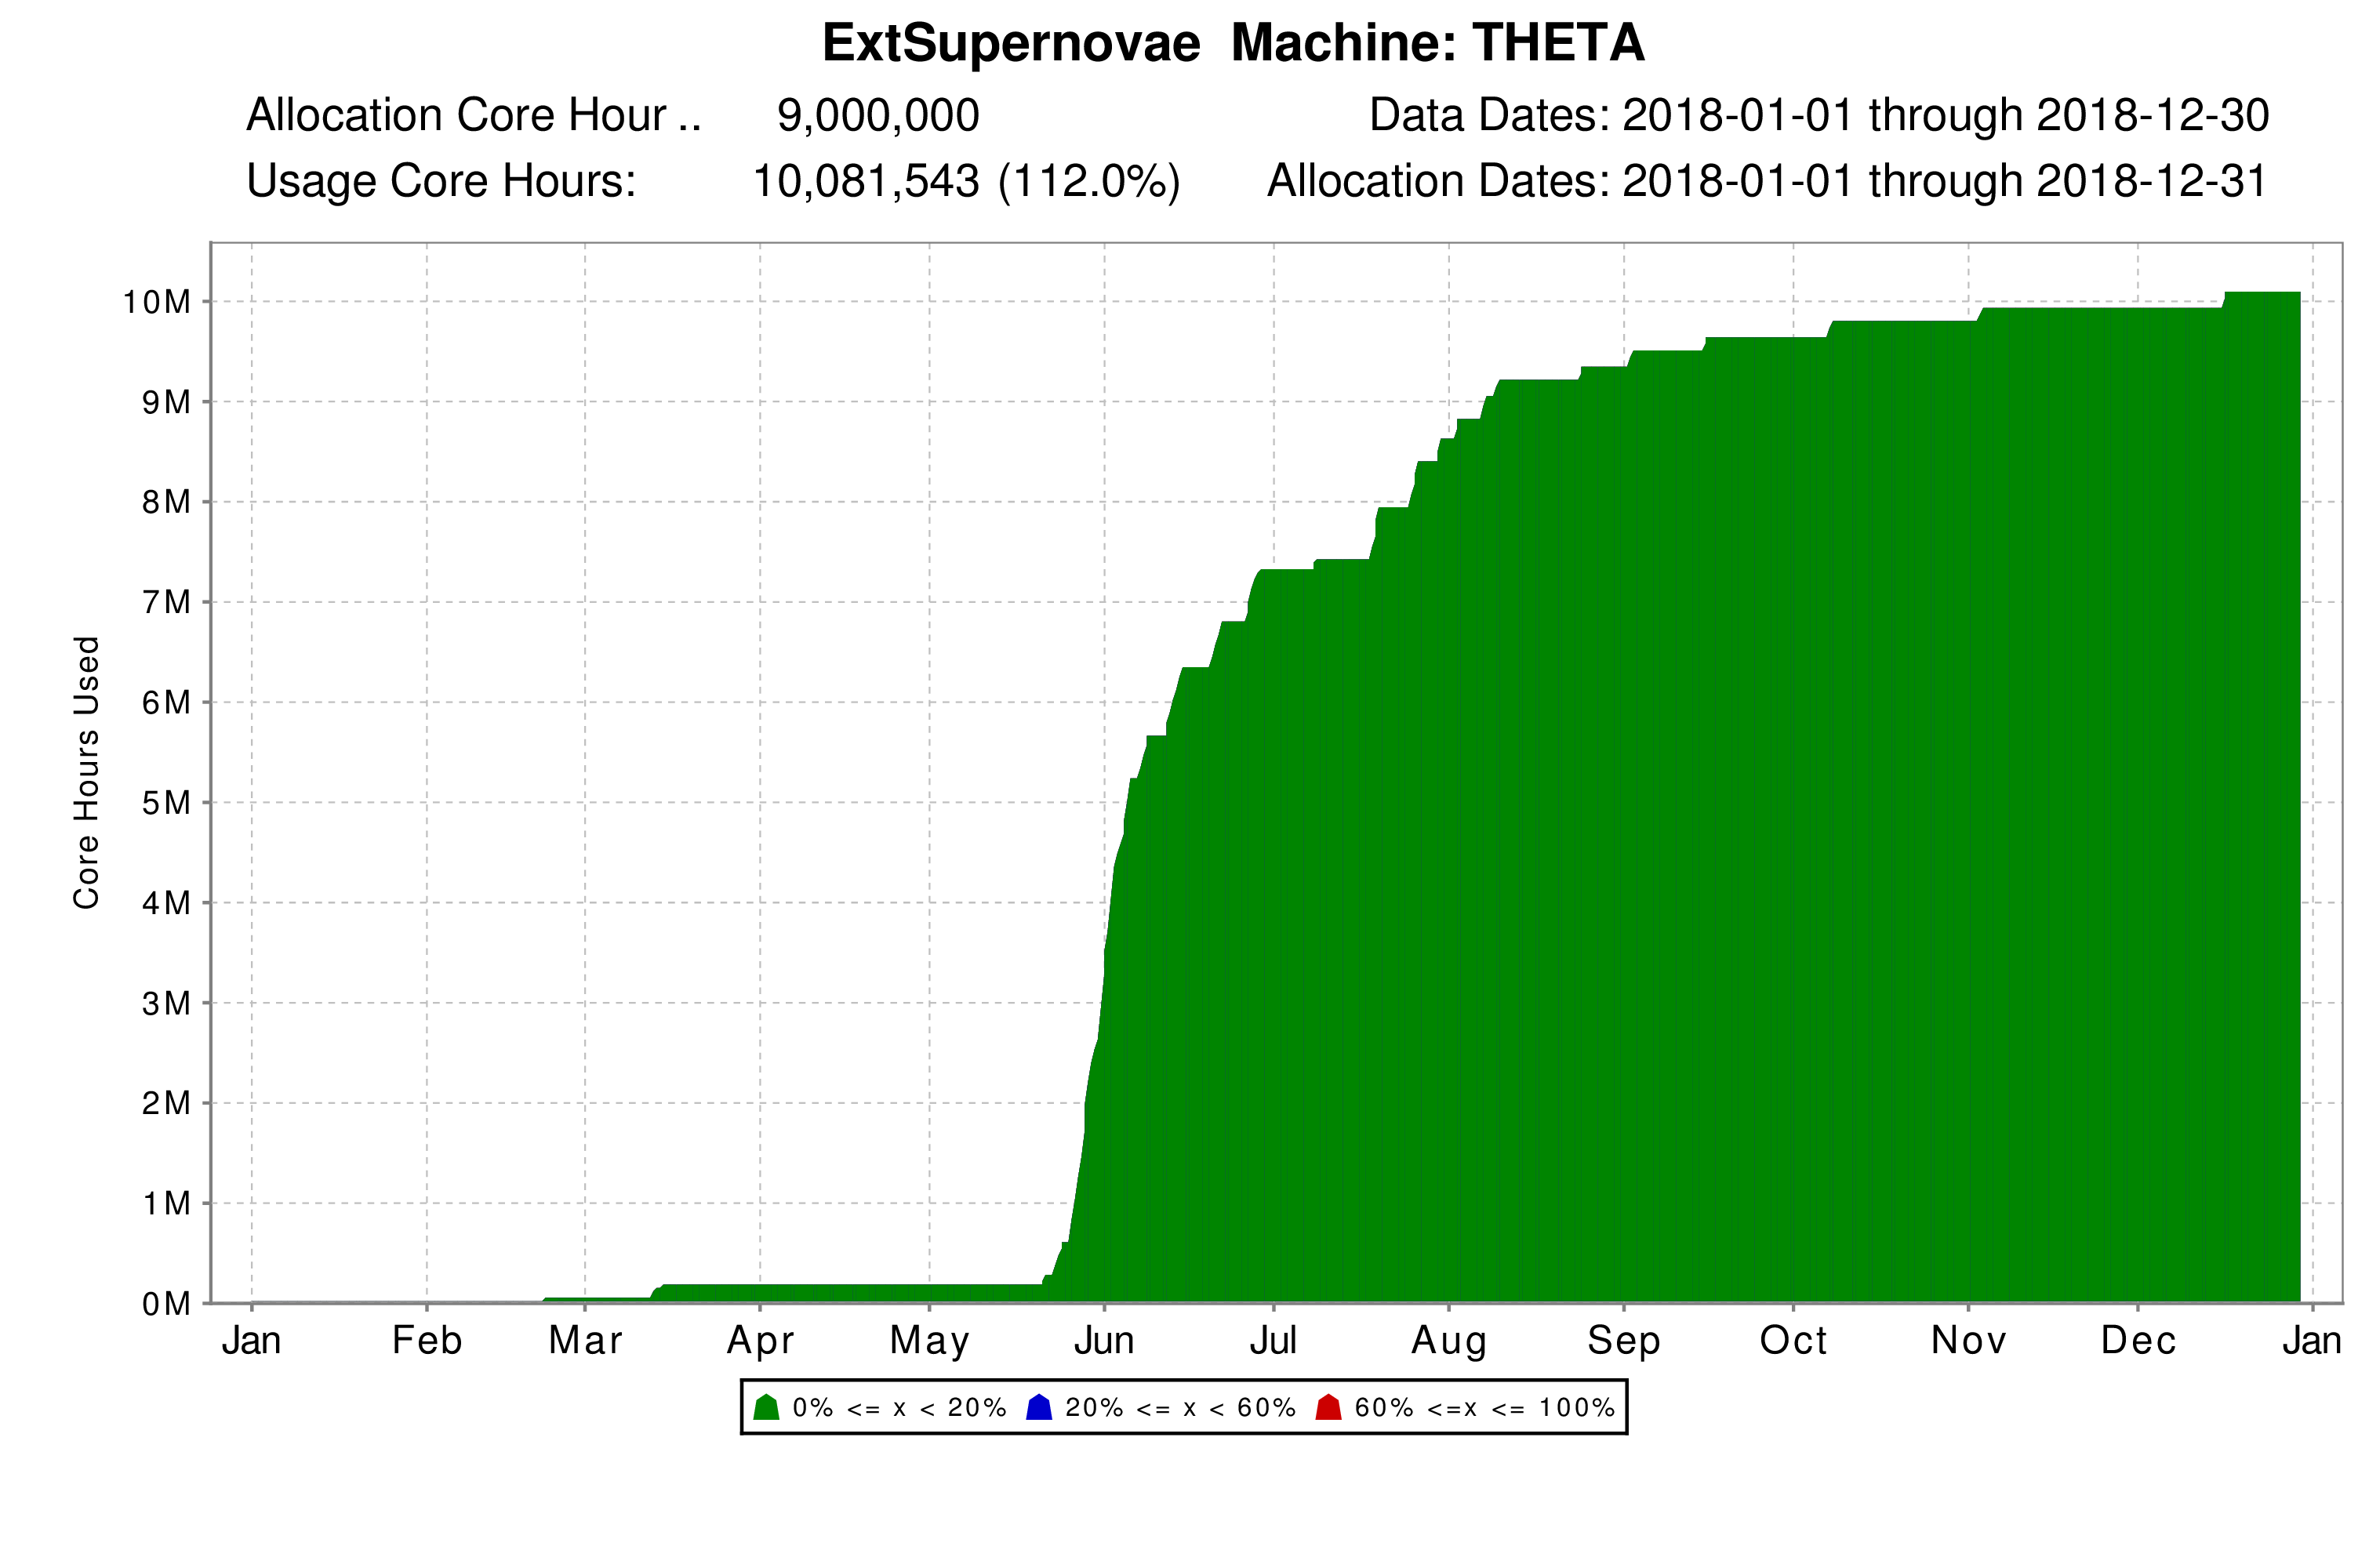 ExtSupernovae Machine: THETA
Allocation Core Hour .. 9,000,000 Data Dates: 2018-01-01 through 2018-12-30
Usage Core Hours: 10,081,543 (112.0%) Allocation Dates: 2018-01-01 through 2018-12-31
10M
9M
8M
7M
6M
5M
4M
3M
2M
1M
0M
Core Hours Used
Jan Feb Mar Apr May Jun Jul Aug Sep Oct Nov Dec Jan
0% <= x < 20% 20% <= x < 60% 60% <=x <= 100%